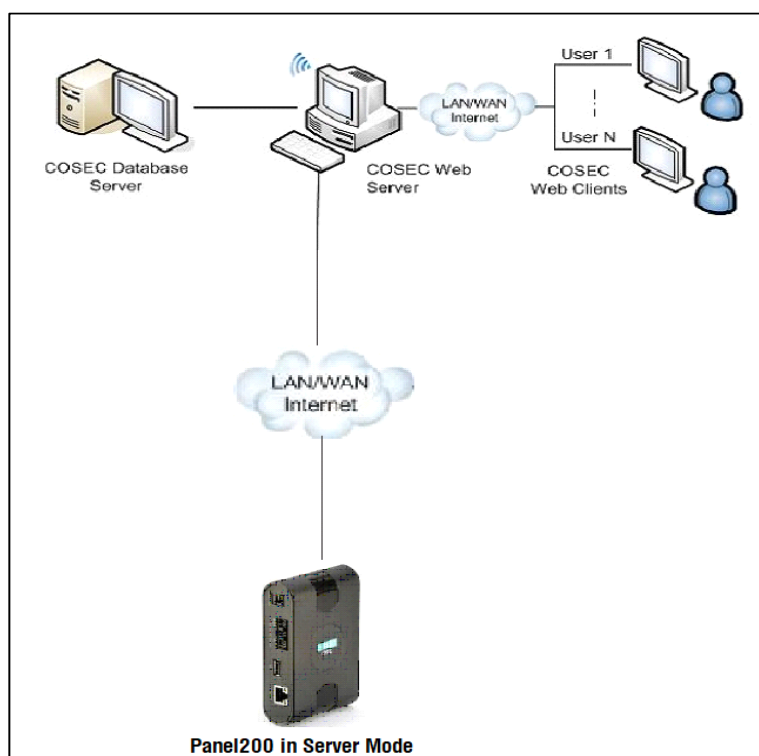 User 1
LAN/WAN
Internet
User N
COSEC Database
Server
COSEC Web
Server
COSEC
Web Clients
LAN/WAN
Internet
Panel200 in Server Mode